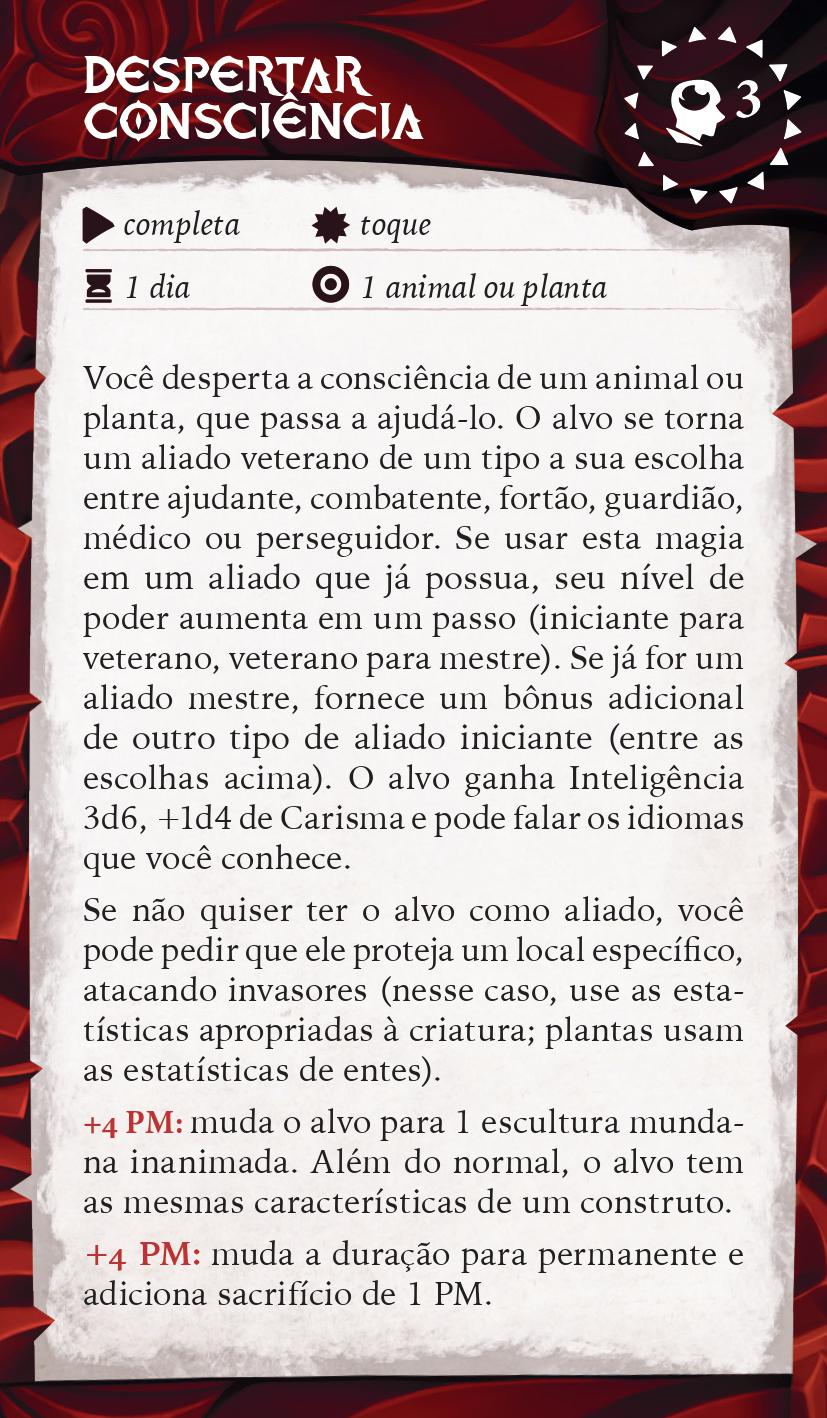 DESPERTAR
CONSCIÊNCIA
3
completa toque
1 dia 1 animal ou planta
Você desperta a consciência de um animal ou
planta, que passa a ajudá-lo. O alvo se torna
um aliado veterano de um tipo a sua escolha
entre ajudante, combatente, fortão, guardião,
médico ou perseguidor. Se usar esta magia
em um aliado que já possua, seu nível de
poder aumenta em um passo (iniciante para
veterano, veterano para mestre). Se já for um
aliado mestre, fornece um bônus adicional
de outro tipo de aliado iniciante (entre as
escolhas acima). O alvo ganha Inteligência
3d6, +1d4 de Carisma e pode falar os idiomas
que você conhece.
Se não quiser ter o alvo como aliado, você
pode pedir que ele proteja um local específico,
atacando invasores (nesse caso, use as esta-
tísticas apropriadas à criatura; plantas usam
as estatísticas de entes).
+4 PM: muda o alvo para 1 escultura munda-
na inanimada. Além do normal, o alvo tem
as mesmas características de um construto.
+4 PM: muda a duração para permanente e
adiciona sacrifício de 1 PM.